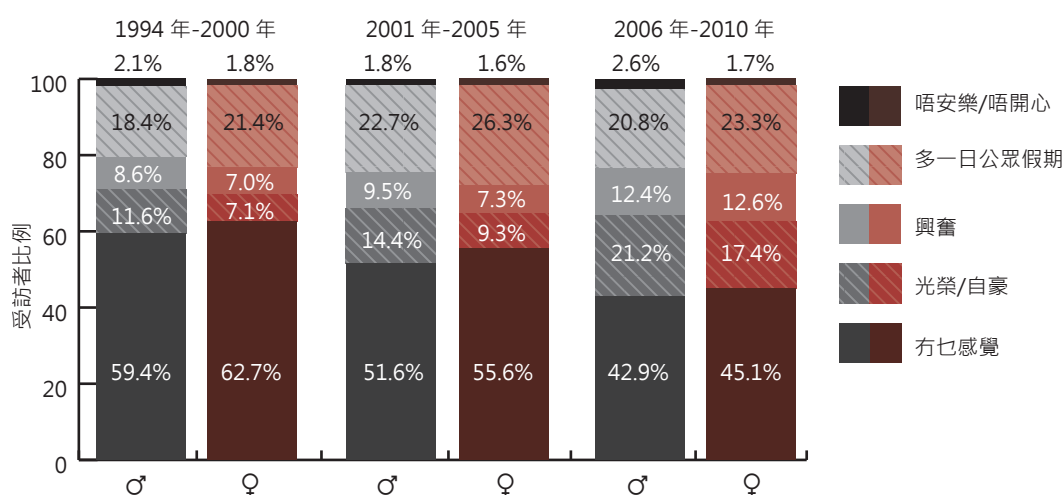 1994 年-2000 年 2001 年-2005 年 2006 年-2010 年
2.1% 1.8% 1.8% 1.6% 2.6% 1.7%
100
80
60
40
20
0
受訪者比例
18.4% 21.4% 22.7% 26.3% 20.8% 23.3%
8.6% 7.0% 9.5% 7.3% 12.4% 12.6%
11.6% 7.1% 14.4% 9.3% 21.2% 17.4%
59.4% 62.7% 51.6% 55.6% 42.9% 45.1%
♂ ♀ ♂ ♀ ♂ ♀
唔安樂/唔開心
多一日公眾假期
興奮
光榮/自豪
冇乜感覺